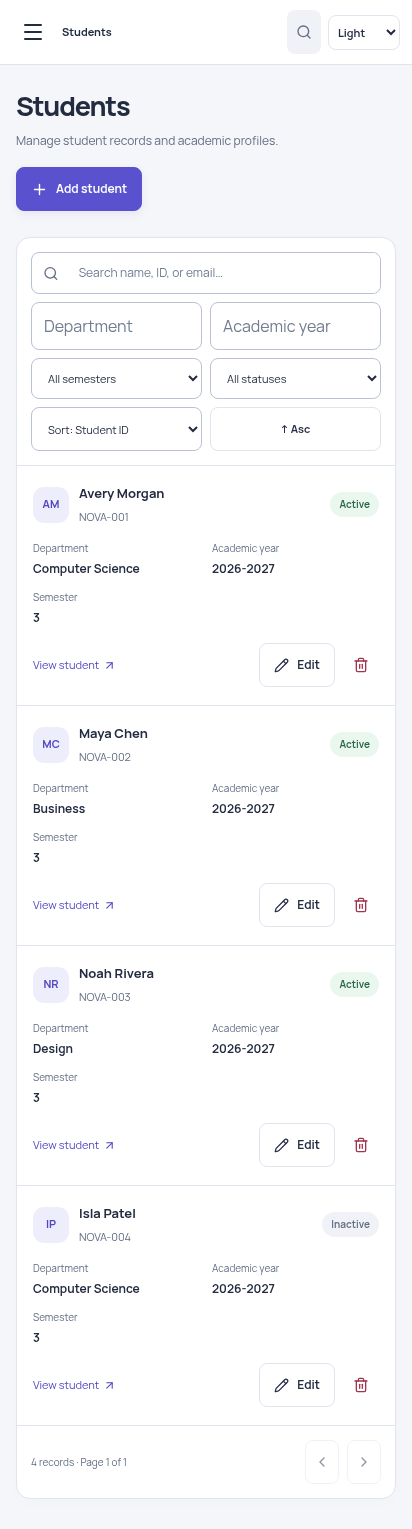 Students
Light
Students
Manage student records and academic profiles.
Add student
Search name, ID, or email...
Department Academic year
All semesters All statuses
Sort: Student ID ↑ Asc
AM Avery Morgan Active
NOVA-001
Department Academic year
Computer Science 2026-2027
Semester
3
View student Edit
MC Maya Chen Active
NOVA-002
Department Academic year
Business 2026-2027
Semester
3
View student Edit
NR Noah Rivera Active
NOVA-003
Department Academic year
Design 2026-2027
Semester
3
View student Edit
IP Isla Patel Inactive
NOVA-004
Department Academic year
Computer Science 2026-2027
Semester
3
View student Edit
4 records · Page 1 of 1